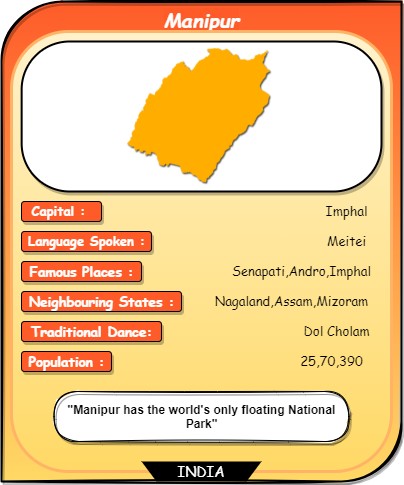 Manipur
Capital : Imphal
Language Spoken : Meitei
Famous Places : Senapati,Andro,Imphal
Neighbouring States : Nagaland,Assam,Mizoram
Traditional Dance: Dol Cholam
Population : 25,70,390
"Manipur has the world's only floating National
Park"
INDIA